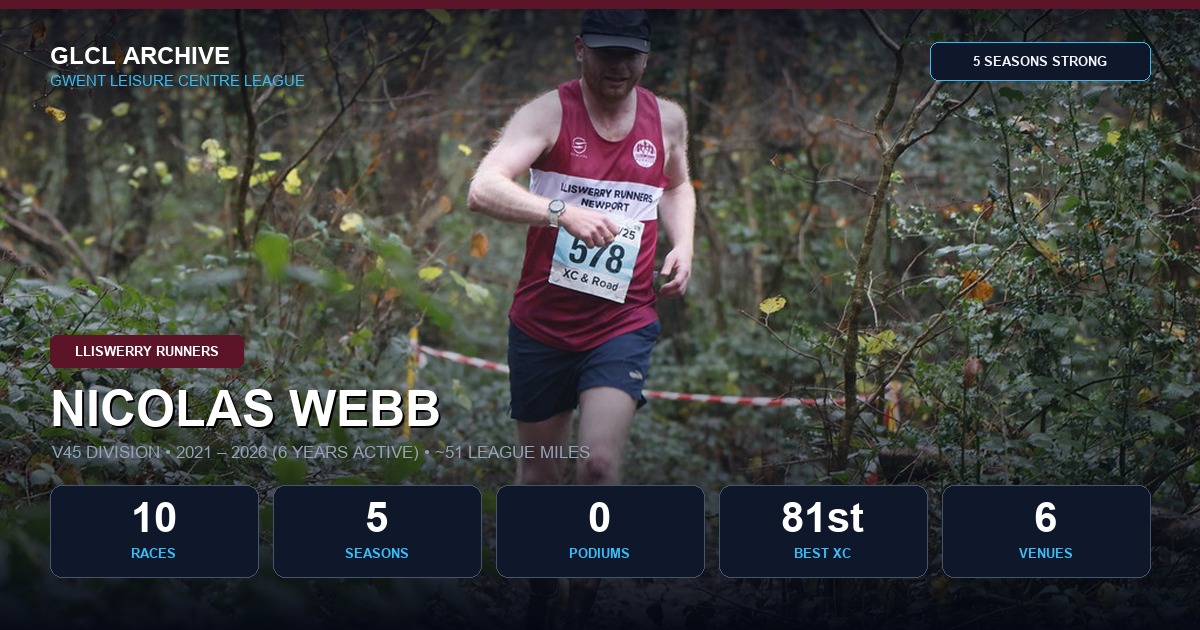 GLCL ARCHIVE
GWENT LEISURE CENTRE LEAGUE
5 SEASONS STRONG
LLISWERRY RUNNERS
NEWPORT
/25
578
XC & Road
LLISWERRY RUNNERS
NICOLAS WEBB
V45 DIVISION • 2021 – 2026 (6 YEARS ACTIVE) • ~51 LEAGUE MILES
10
RACES
5
SEASONS
0
PODIUMS
81st
BEST XC
6
VENUES